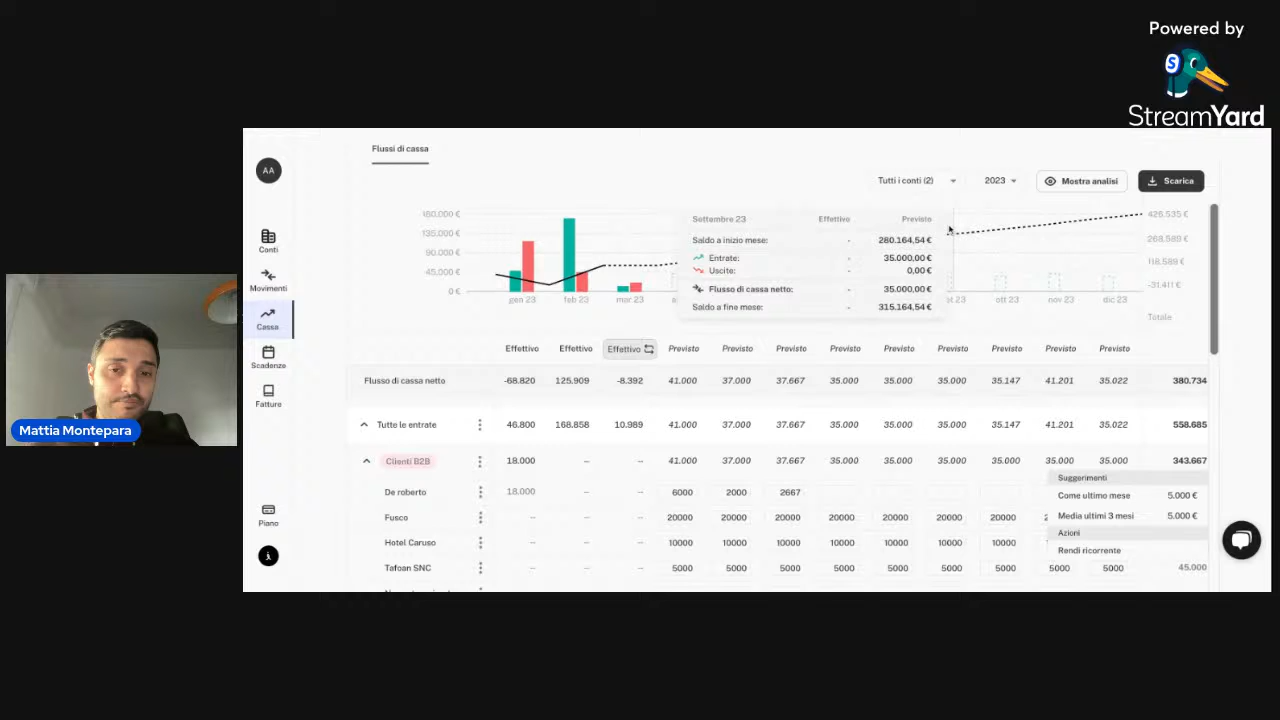 Powered by
StreamYard
Mattia Montepara
AA
Conti
Movimenti
Cassa
Scadenze
Fatture
Piano
Flussi di cassa
Tutti i conti (2)
2023
Mostra analisi
Scarica
180.000 €
135.000 €
90.000 €
45.000 €
0 €
gen 23
feb 23
mar 23
Settembre 23 Effettivo Previsto
Saldo a inizio mese: - 280.164,54 €
Entrate: - 35.000,00 €
Uscite: - 0,00 €
Flusso di cassa netto: - 35.000,00 €
Saldo a fine mese: - 315.164,54 €
ott 23
nov 23
dic 23
426.535 €
268.589 €
118.589 €
-31.411 €
Totale
Effettivo Effettivo Effettivo Previsto Previsto Previsto Previsto Previsto Previsto Previsto Previsto Previsto
Flusso di cassa netto -68.820 125.909 -8.392 41.000 37.000 37.667 35.000 35.000 35.000 35.147 41.201 35.022 380.734
Tutte le entrate 46.800 168.858 10.989 41.000 37.000 37.667 35.000 35.000 35.000 35.147 41.201 35.022 558.685
Clienti B2B 18.000 -- -- 41.000 37.000 37.667 35.000 35.000 35.000 35.000 35.000 35.000 343.667
De roberto 18.000 -- -- 6000 2000 2667
Fusco -- -- -- 20000 20000 20000 20000 20000 20000 20000
Hotel Caruso -- -- -- 10000 10000 10000 10000 10000 10000 10000
Tafoan SNC -- -- -- 5000 5000 5000 5000 5000 5000 5000 5000 5000 45.000
Suggerimenti
Come ultimo mese 5.000 €
Media ultimi 3 mesi 5.000 €
Azioni
Rendi ricorrente